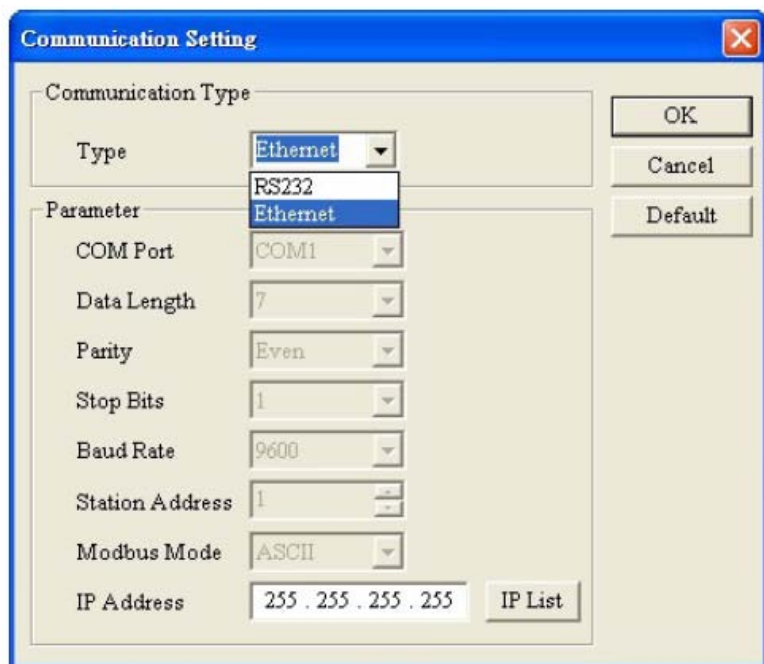 Communication Setting
Communication Type
Type
Ethernet
RS232
Ethernet
OK
Cancel
Default
Parameter
COM Port
COM1
Data Length
7
Parity
Even
Stop Bits
1
Baud Rate
9600
Station Address
1
Modbus Mode
ASCII
IP Address
255 . 255 . 255 . 255
IP List